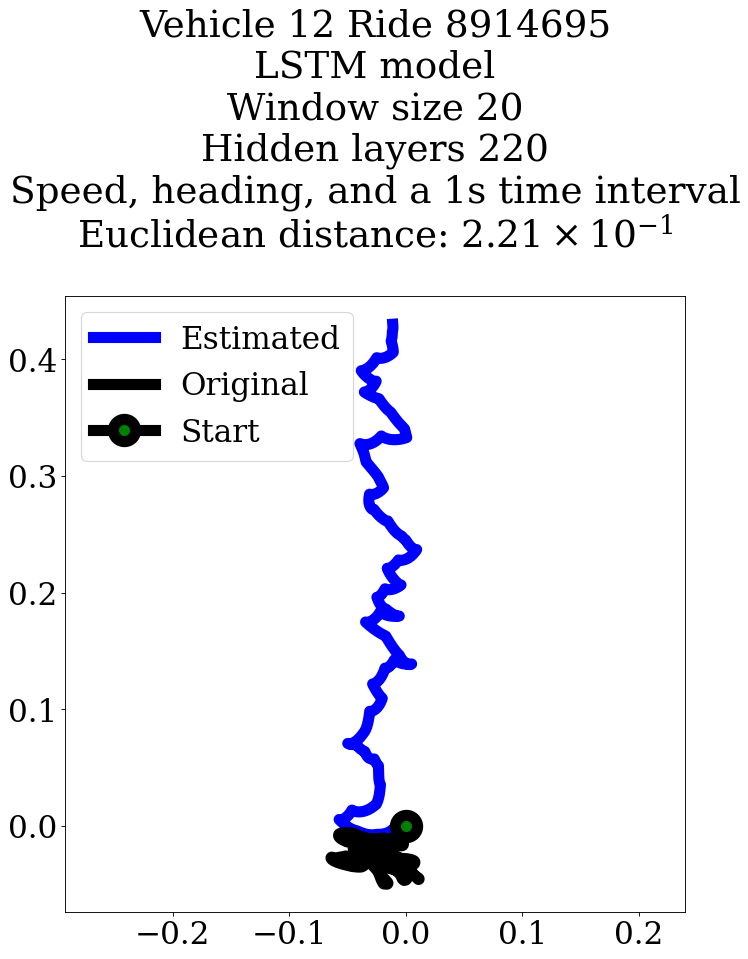 Vehicle 12 Ride 8914695
LSTM model
Window size 20
Hidden layers 220
Speed, heading, and a 1s time interval
Euclidean distance: 2.21 × 10⁻¹
Estimated
Original
Start
0.4
0.3
0.2
0.1
0.0
−0.2 −0.1 0.0 0.1 0.2